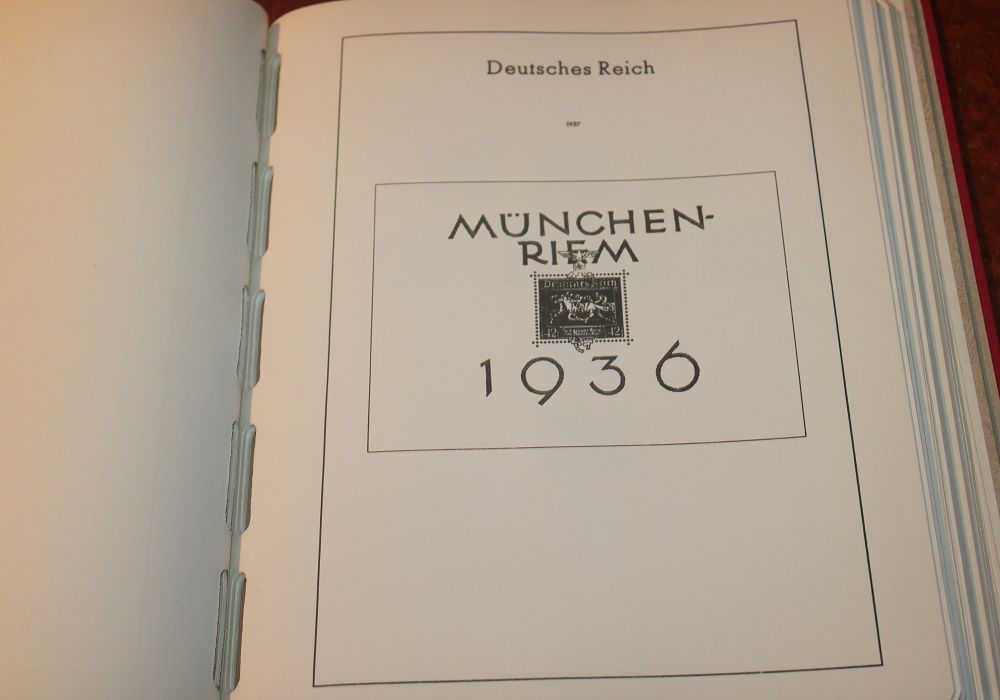 Deutsches Reich
1937
MÜNCHEN-
RIEM
Deutsches Reich
42 42
1936